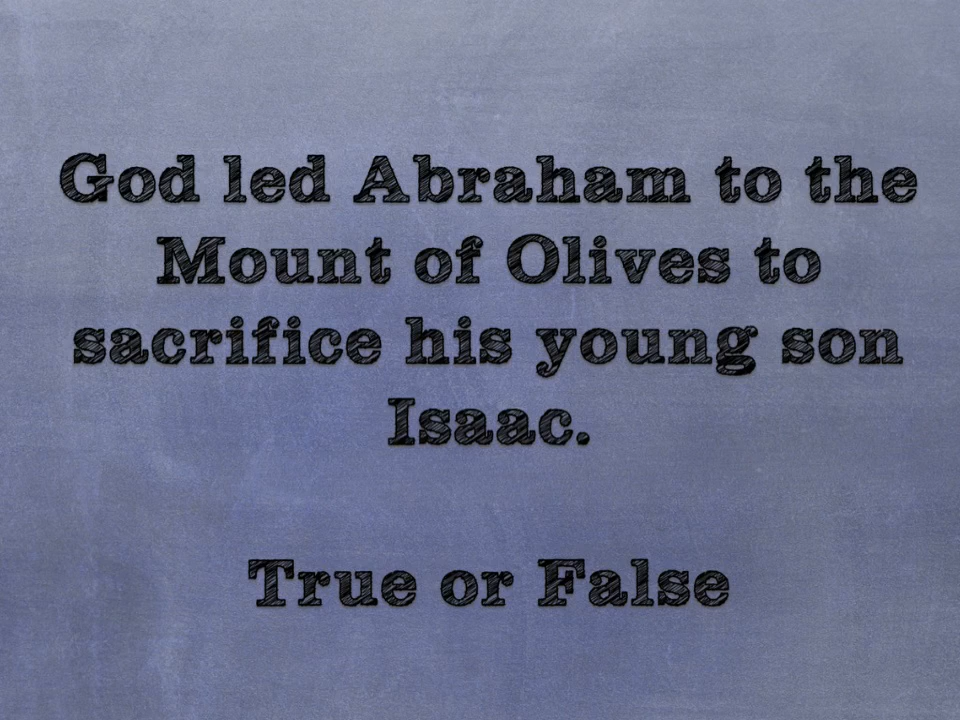 God led Abraham to the
Mount of Olives to
sacrifice his young son
Isaac.
True or False